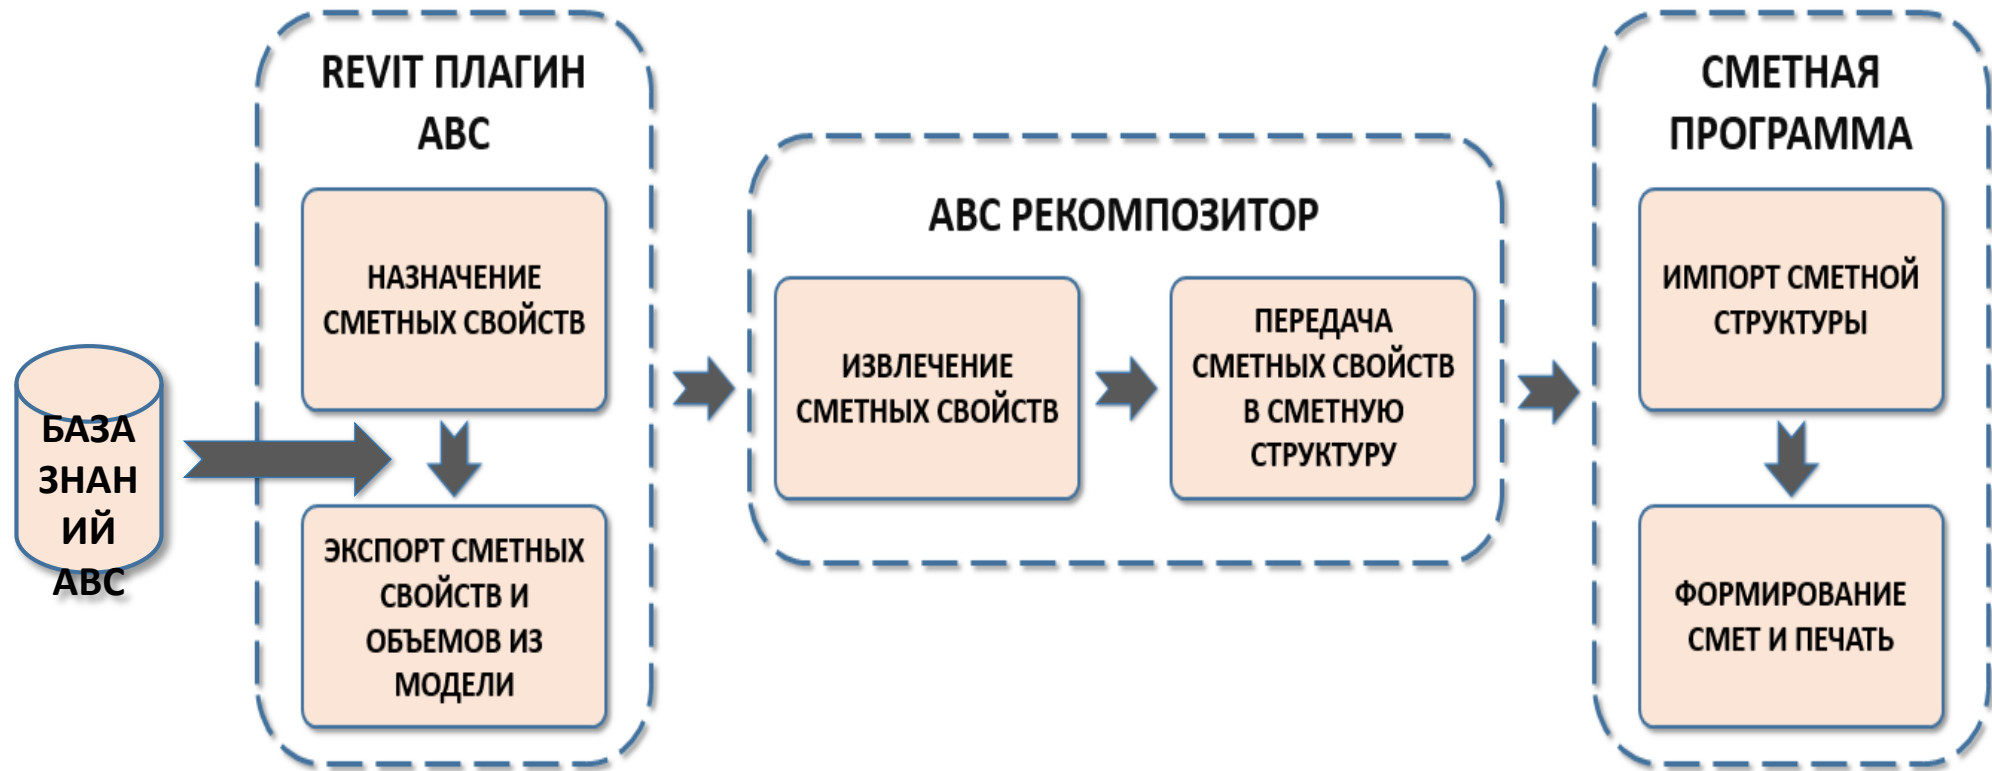 REVIT ПЛАГИН
АВС
НАЗНАЧЕНИЕ
СМЕТНЫХ СВОЙСТВ
БАЗА
ЗНАН
ИЙ
АВС
ЭКСПОРТ СМЕТНЫХ
СВОЙСТВ И
ОБЪЕМОВ ИЗ
МОДЕЛИ
АВС РЕКОМПОЗИТОР
ИЗВЛЕЧЕНИЕ
СМЕТНЫХ СВОЙСТВ
ПЕРЕДАЧА
СМЕТНЫХ СВОЙСТВ
В СМЕТНУЮ
СТРУКТУРУ
СМЕТНАЯ
ПРОГРАММА
ИМПОРТ СМЕТНОЙ
СТРУКТУРЫ
ФОРМИРОВАНИЕ
СМЕТ И ПЕЧАТЬ